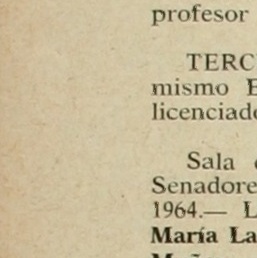 profesor
TERC
mismo E
licenciad
Sala
Senadore
1964.— L
María La